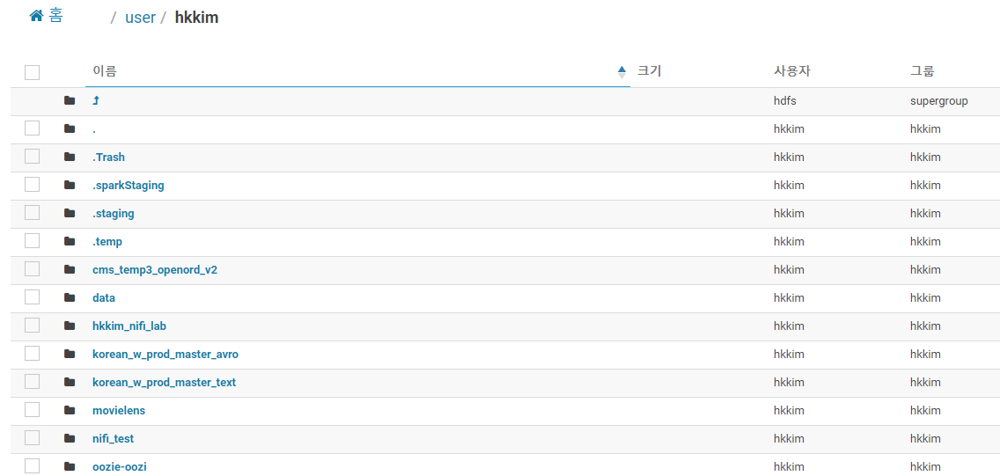 홈 / user / hkkim
이름 크기 사용자 그룹
hdfs supergroup
. hkkim hkkim
.Trash hkkim hkkim
.sparkStaging hkkim hkkim
.staging hkkim hkkim
.temp hkkim hkkim
cms_temp3_openord_v2 hkkim hkkim
data hkkim hkkim
hkkim_nifi_lab hkkim hkkim
korean_w_prod_master_avro hkkim hkkim
korean_w_prod_master_text hkkim hkkim
movielens hkkim hkkim
nifi_test hkkim hkkim
oozie-oozi hkkim hkkim